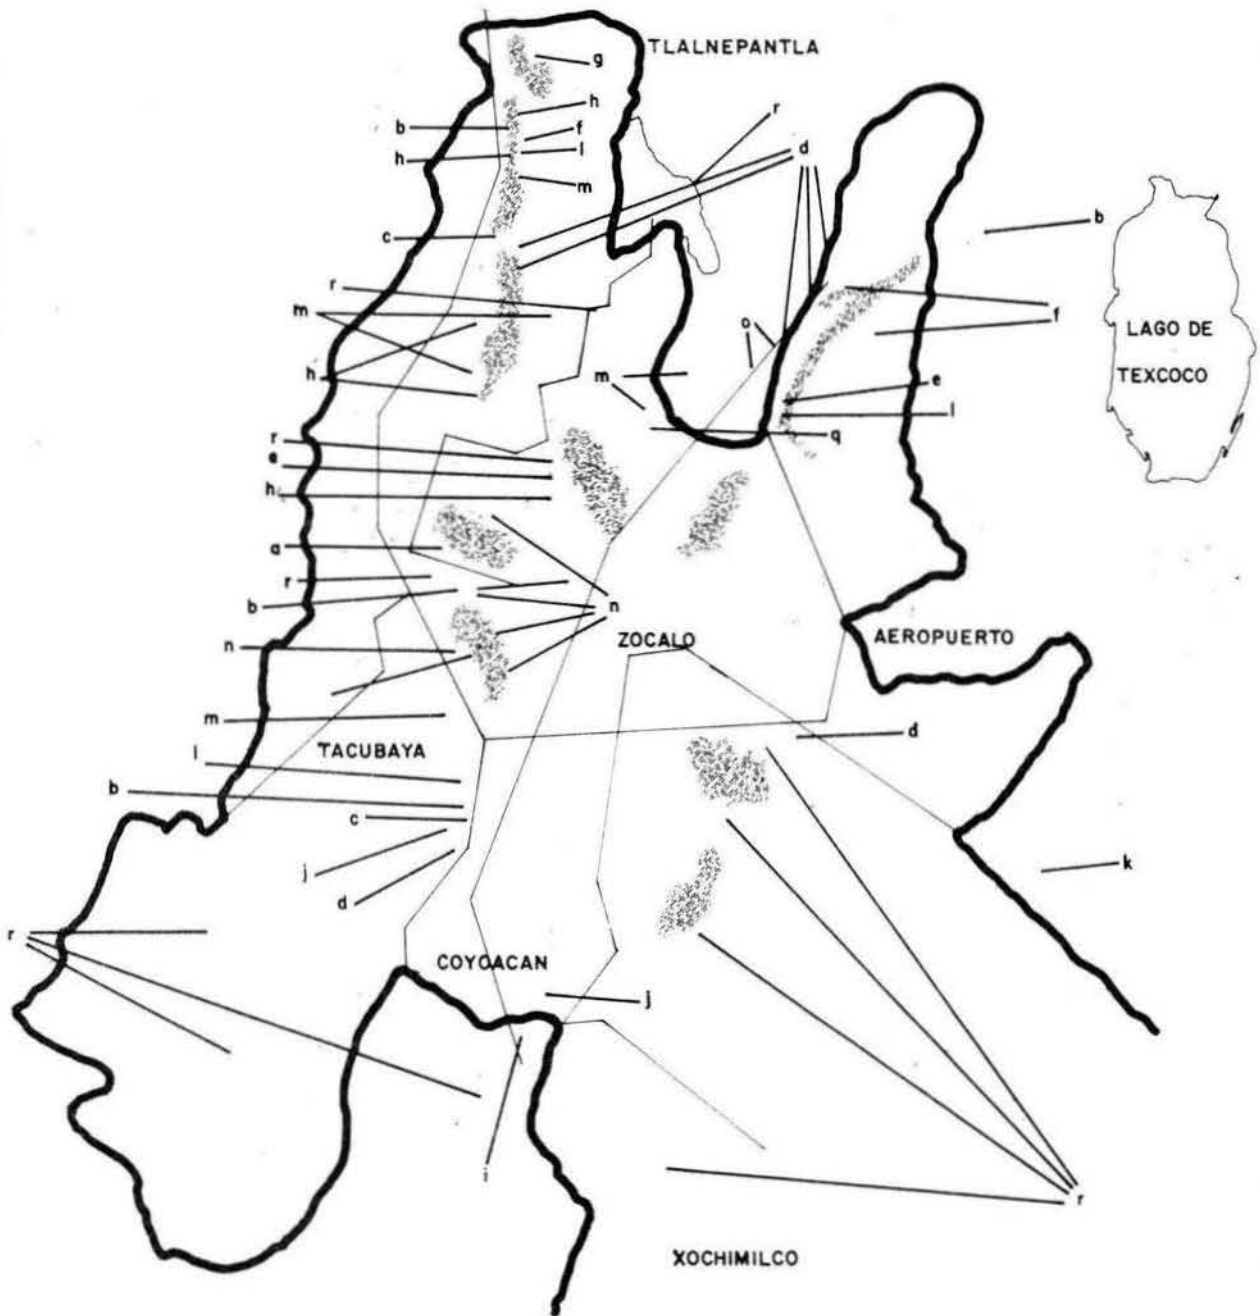 TLALNEPANTLA
g
h
r
b
f
l
d
h
m
b
c
r
m
f
o
LAGO DE
h
m
e
TEXCOCO
l
r
q
e
h
a
r
b
n
n
ZOCALO
AEROPUERTO
m
d
TACUBAYA
l
b
c
k
j
d
r
COYOACAN
j
i
r
XOCHIMILCO